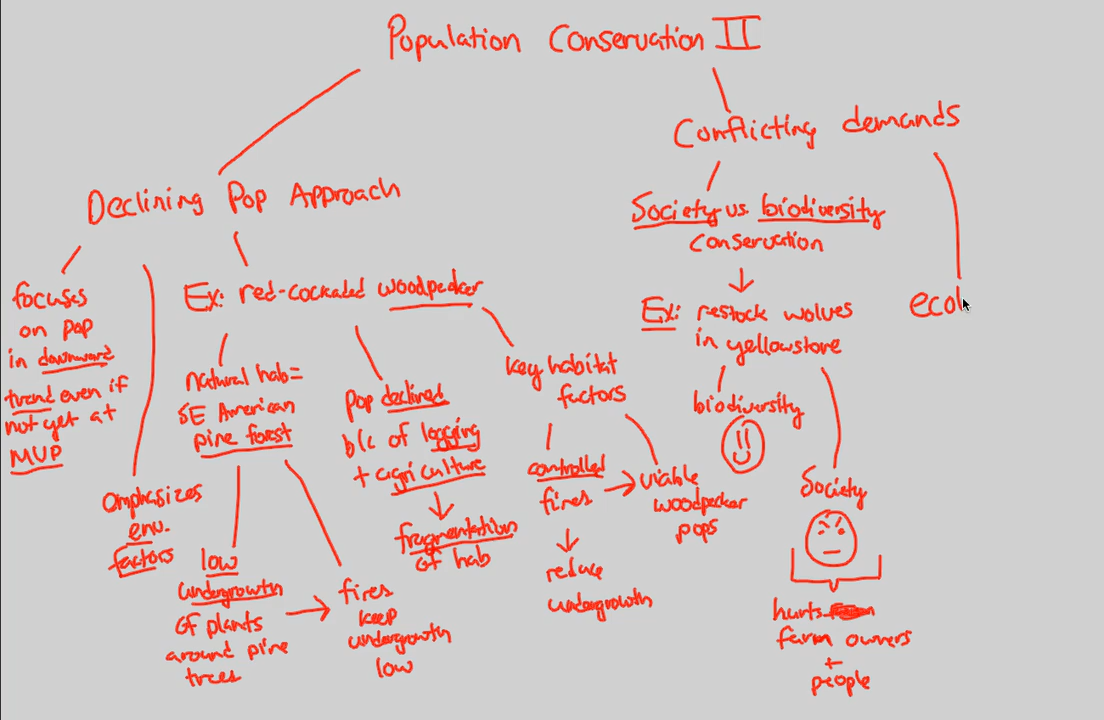 Population Conservation II
Declining Pop Approach
focuses
on pop
in downward
trend even if
not yet at
MVP
emphasizes
env.
factors
Ex: red-cockaded woodpecker
natural hab=
SE American
pine forest
low
undergrowth
of plants
around pine
trees
fires
keep
undergrowth
low
pop declined
b/c of logging
+ agriculture
fragmentation
of hab
key habitat
factors
controlled
fires
reduce
undergrowth
viable
woodpecker
pops
Conflicting demands
Society vs. biodiversity
conservation
Ex: restock wolves
in yellowstone
biodiversity
Society
hurts
farm owners
+
people
ecol